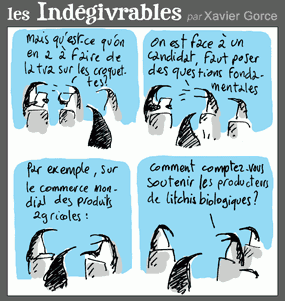 les Indégivrables par Xavier Gorce
Mais qu'est-ce qu'on
en a à faire de
la tva sur les croquet-
tes?
On est face à un
candidat, faut poser
des questions fonda-
mentales
Par exemple, sur
le commerce mon-
dial des produits
agricoles :
Comment comptez-vous
soutenir les producteurs
de litchis biologiques ?